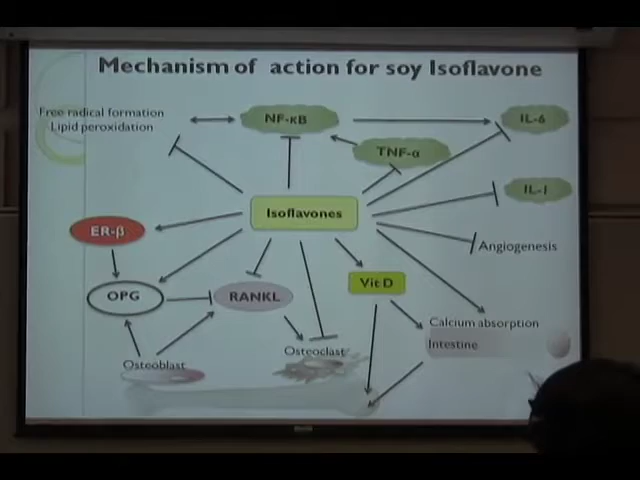 Mechanism of action for soy Isoflavone
Free radical formation
Lipid peroxidation
NF-κB
IL-6
TNF-α
IL-1
Isoflavones
ER-β
Angiogenesis
OPG
RANKL
Vit D
Calcium absorption
Intestine
Osteoclast
Osteoblast